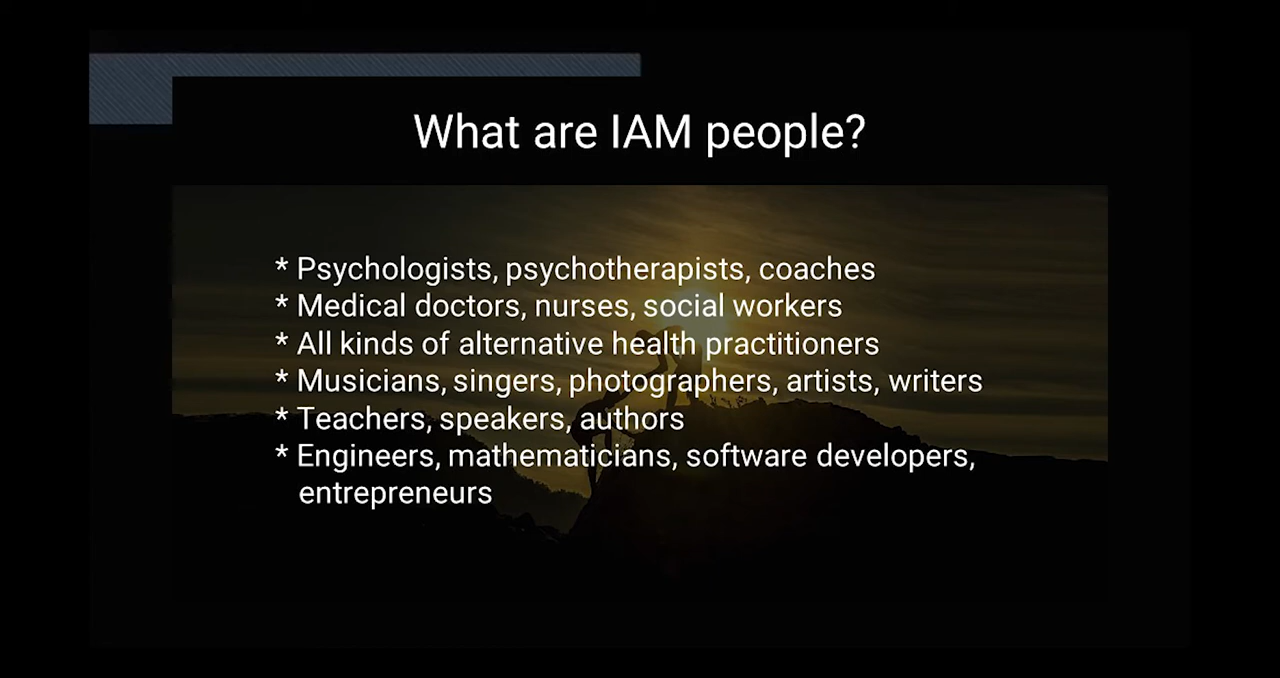 What are IAM people?
* Psychologists, psychotherapists, coaches
* Medical doctors, nurses, social workers
* All kinds of alternative health practitioners
* Musicians, singers, photographers, artists, writers
* Teachers, speakers, authors
* Engineers, mathematicians, software developers,
entrepreneurs